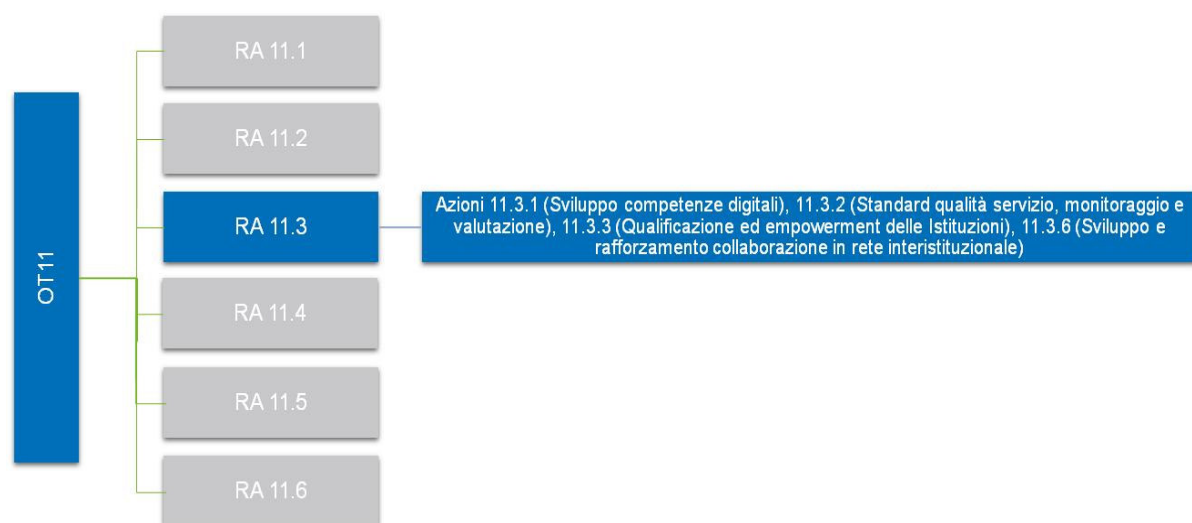 OT11
RA 11.1
RA 11.2
RA 11.3
Azioni 11.3.1 (Sviluppo competenze digitali), 11.3.2 (Standard qualità servizio, monitoraggio e
valutazione), 11.3.3 (Qualificazione ed empowerment delle Istituzioni), 11.3.6 (Sviluppo e
rafforzamento collaborazione in rete interistituzionale)
RA 11.4
RA 11.5
RA 11.6